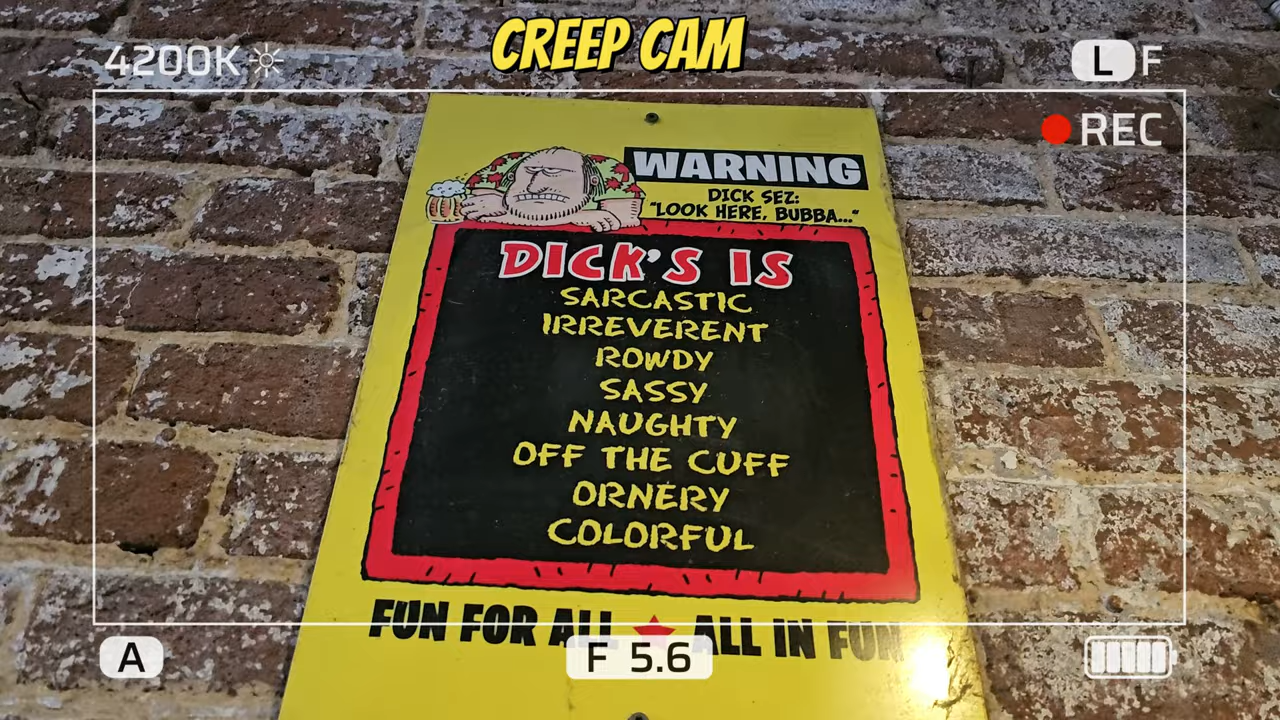 CREEP CAM
4200K
L F
REC
WARNING
DICK SEZ:
"LOOK HERE, BUBBA..."
DICK'S IS
SARCASTIC
IRREVERENT
ROWDY
SASSY
NAUGHTY
OFF THE CUFF
ORNERY
COLORFUL
FUN FOR ALL ALL IN FUN
A
F 5.6